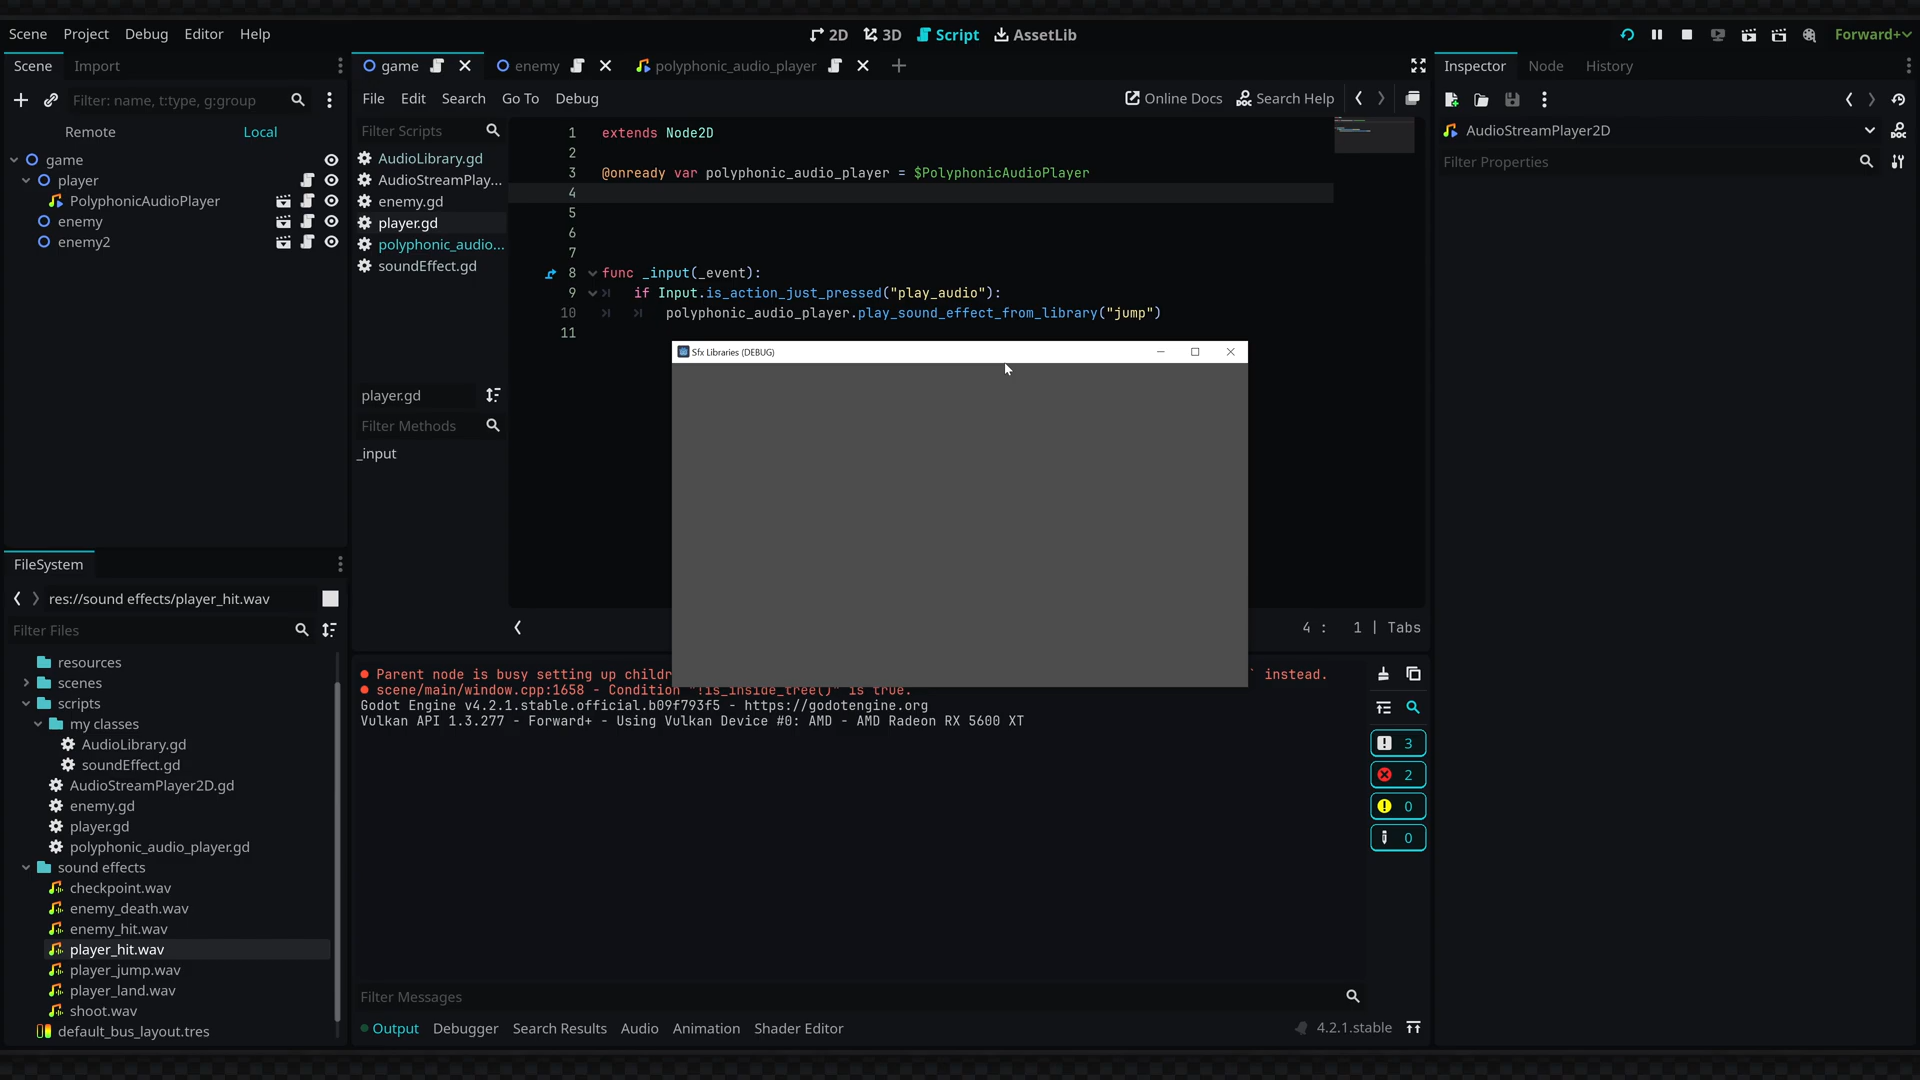 Scene Project Debug Editor Help
2D 3D Script AssetLib
Forward+
Scene Import
game enemy polyphonic_audio_player
Inspector Node History
Filter: name, t:type, g:group
File Edit Search Go To Debug
Online Docs Search Help
Remote Local
game
player
PolyphonicAudioPlayer
enemy
enemy2
Filter Scripts
AudioLibrary.gd
AudioStreamPlay...
enemy.gd
player.gd
polyphonic_audio...
soundEffect.gd
player.gd
Filter Methods
_input
1 extends Node2D
2
3 @onready var polyphonic_audio_player = $PolyphonicAudioPlayer
4
5
6
7
8 func _input(_event):
9 if Input.is_action_just_pressed("play_audio"):
10 polyphonic_audio_player.play_sound_effect_from_library("jump")
11
Sfx Libraries (DEBUG)
4 : 1 | Tabs
AudioStreamPlayer2D
Filter Properties
FileSystem
res://sound effects/player_hit.wav
Filter Files
resources
scenes
scripts
my classes
AudioLibrary.gd
soundEffect.gd
AudioStreamPlayer2D.gd
enemy.gd
player.gd
polyphonic_audio_player.gd
sound effects
checkpoint.wav
enemy_death.wav
enemy_hit.wav
player_hit.wav
player_jump.wav
player_land.wav
shoot.wav
default_bus_layout.tres
Parent node is busy setting up childr ` instead.
scene/main/window.cpp:1658 - Condition "!is_inside_tree()" is true.
Godot Engine v4.2.1.stable.official.b09f793f5 - https://godotengine.org
Vulkan API 1.3.277 - Forward+ - Using Vulkan Device #0: AMD - AMD Radeon RX 5600 XT
3
2
0
0
Filter Messages
Output Debugger Search Results Audio Animation Shader Editor
4.2.1.stable